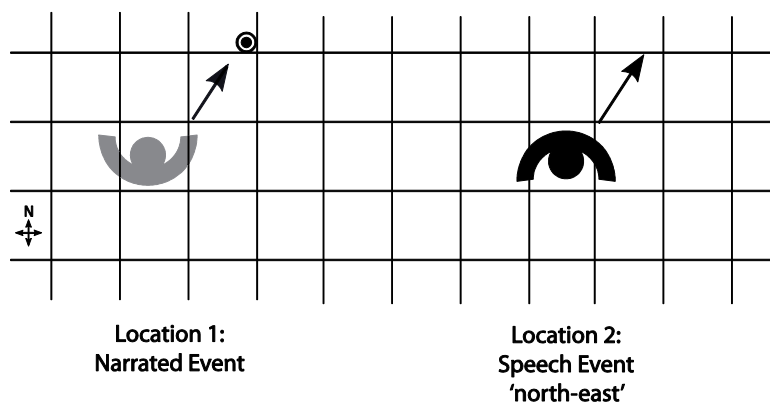 N
Location 1:
Narrated Event
Location 2:
Speech Event
‘north-east’